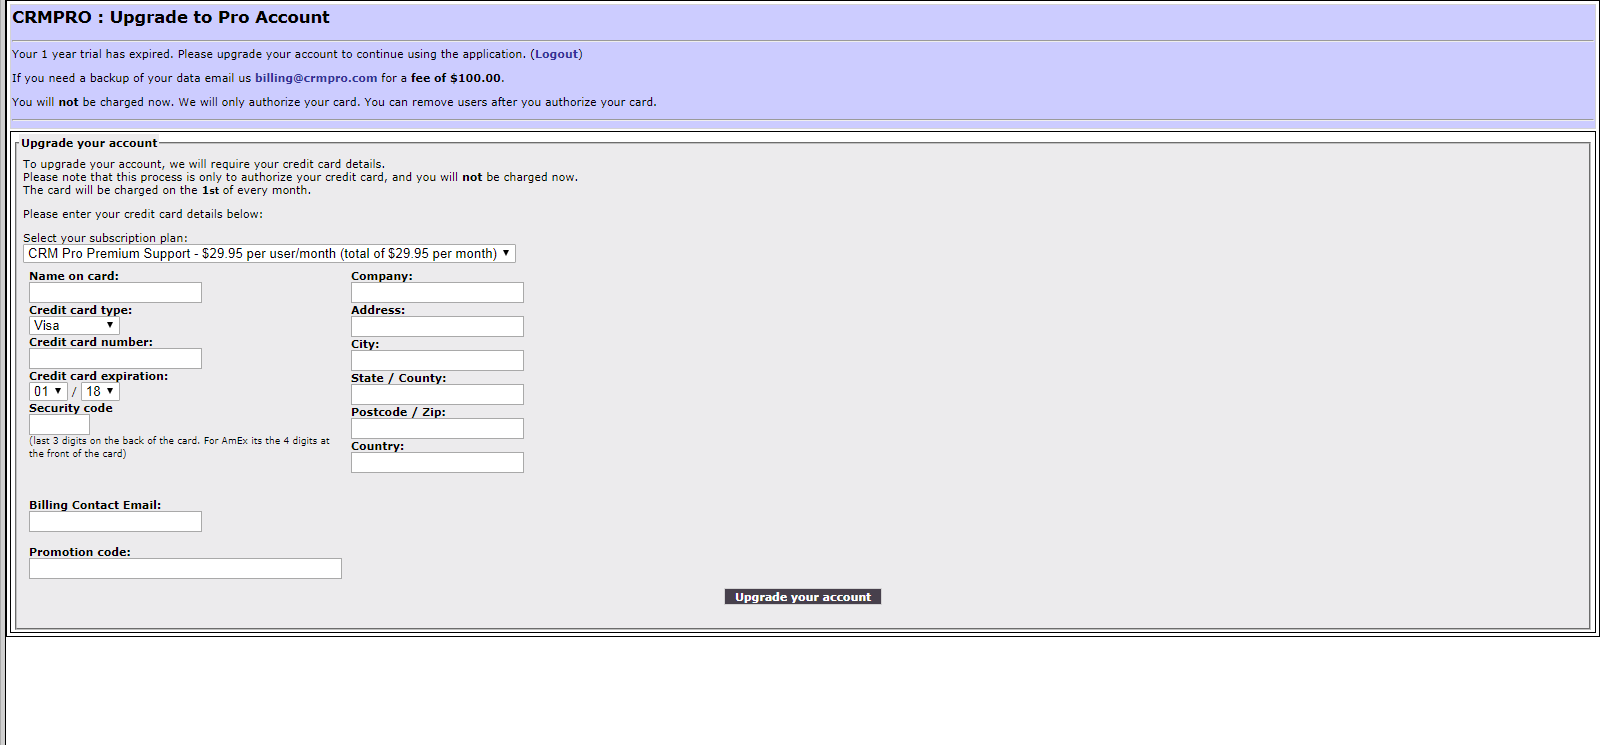 CRMPRO : Upgrade to Pro Account
Your 1 year trial has expired. Please upgrade your account to continue using the application. (Logout)
If you need a backup of your data email us billing@crmpro.com for a fee of $100.00.
You will not be charged now. We will only authorize your card. You can remove users after you authorize your card.
Upgrade your account
To upgrade your account, we will require your credit card details.
Please note that this process is only to authorize your credit card, and you will not be charged now.
The card will be charged on the 1st of every month.
Please enter your credit card details below:
Select your subscription plan:
CRM Pro Premium Support - $29.95 per user/month (total of $29.95 per month)
Name on card:
Credit card type:
Visa
Credit card number:
Credit card expiration:
01 / 18
Security code
(last 3 digits on the back of the card. For AmEx its the 4 digits at
the front of the card)
Company:
Address:
City:
State / County:
Postcode / Zip:
Country:
Billing Contact Email:
Promotion code:
Upgrade your account